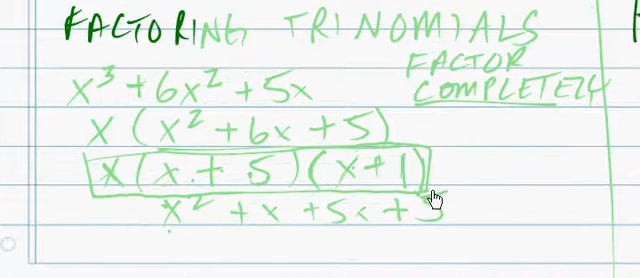 FACTORING TRINOMIALS
FACTOR
COMPLETELY
x³ + 6x² + 5x
x (x² + 6x + 5)
x (x + 5) (x + 1)
x² + x + 5x + 5